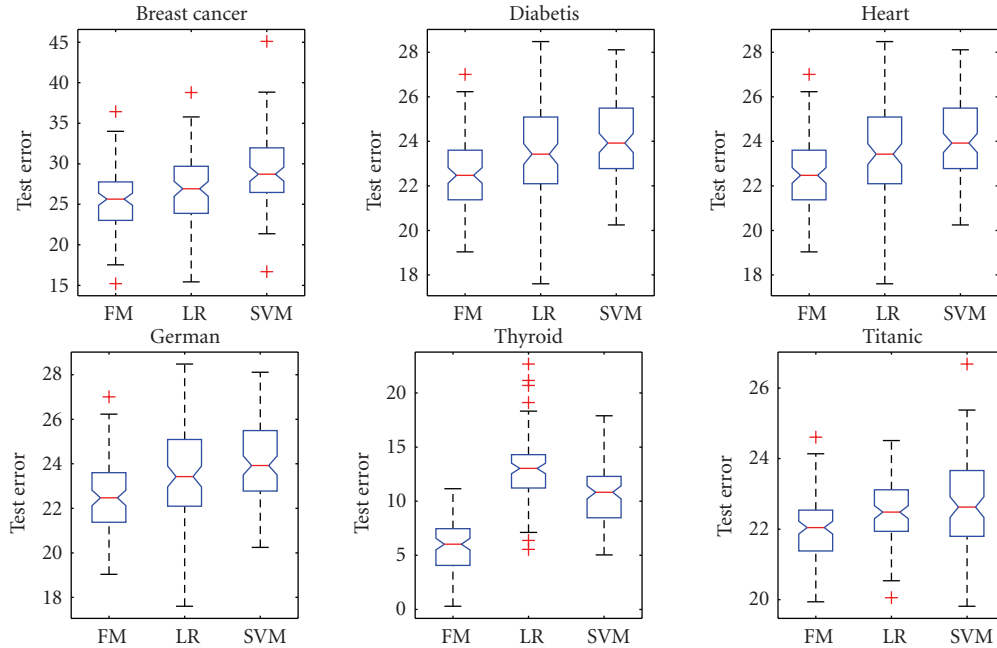 Breast cancer
Test error
45
40
35
30
25
20
15
FM LR SVM
Diabetis
Test error
28
26
24
22
20
18
FM LR SVM
Heart
Test error
28
26
24
22
20
18
FM LR SVM
German
Test error
28
26
24
22
20
18
FM LR SVM
Thyroid
Test error
20
15
10
5
0
FM LR SVM
Titanic
Test error
26
24
22
20
FM LR SVM